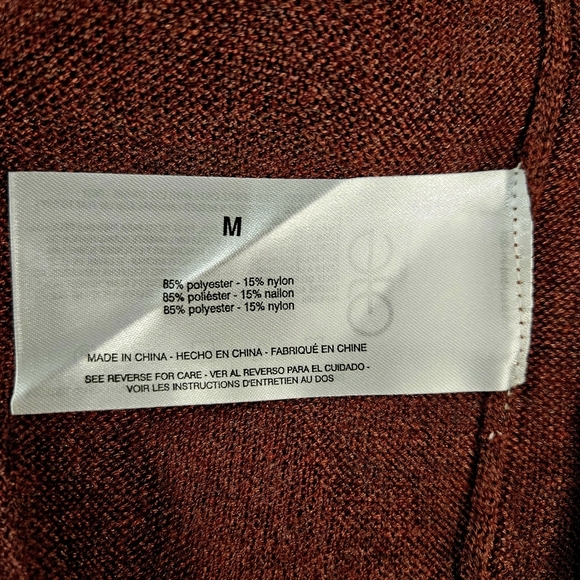 M
85% polyester - 15% nylon
85% poliéster - 15% nailon
85% polyester - 15% nylon
MADE IN CHINA - HECHO EN CHINA - FABRIQUÉ EN CHINE
SEE REVERSE FOR CARE - VER AL REVERSO PARA EL CUIDADO -
VOIR LES INSTRUCTIONS D'ENTRETIEN AU DOS